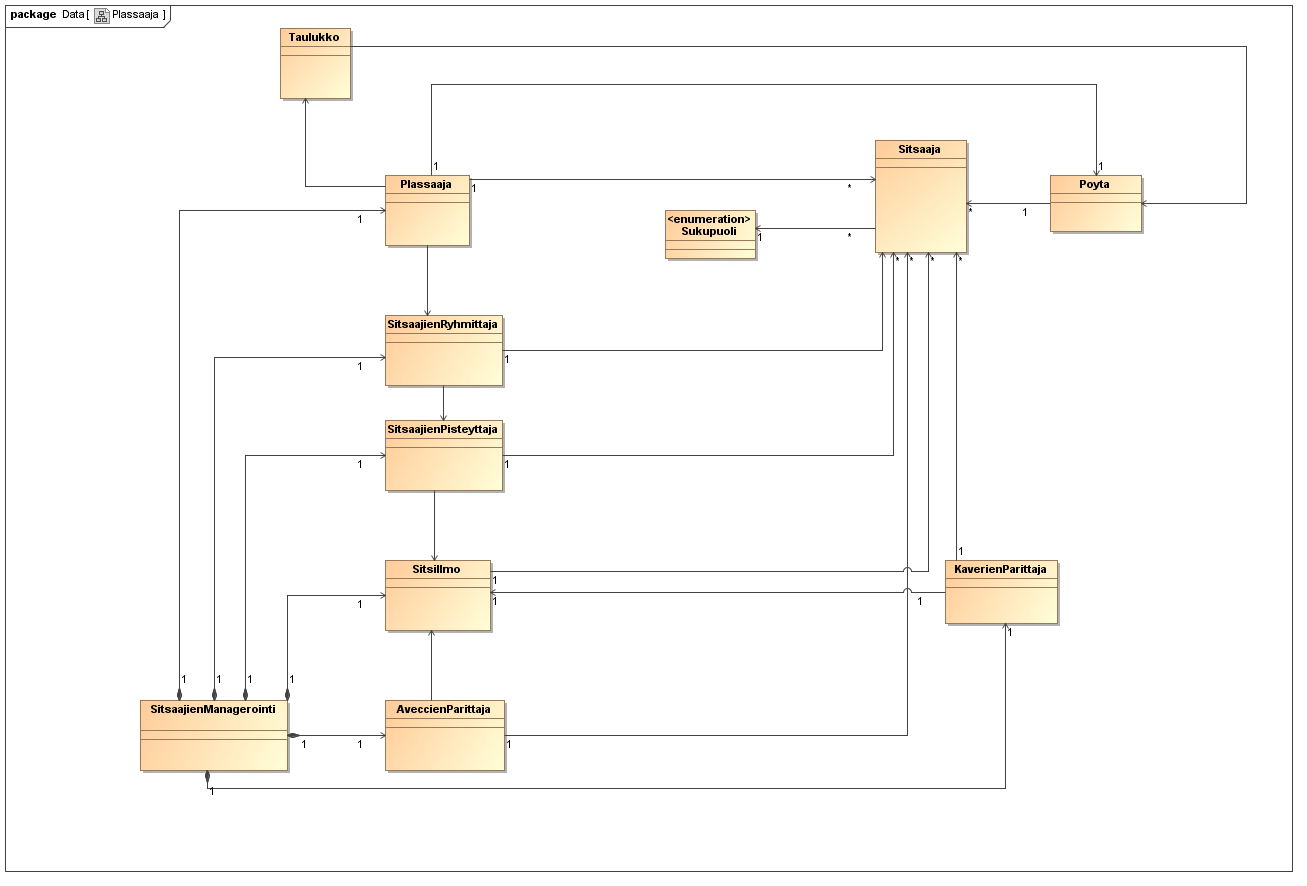 package Data [ Plassaaja ]
Taulukko
1
1
Sitsaaja
Plassaaja
1
*
Poyta
1
*
1
<enumeration>
Sukupuoli
1
*
* * * *
SitsaajienRyhmittaja
1
1
SitsaajienPisteyttaja
1
1
1
SitsiIlmo
1
KaverienParittaja
1
1
1
1
1 1 1 1
SitsaajienManagerointi
AveccienParittaja
1
1
1
1